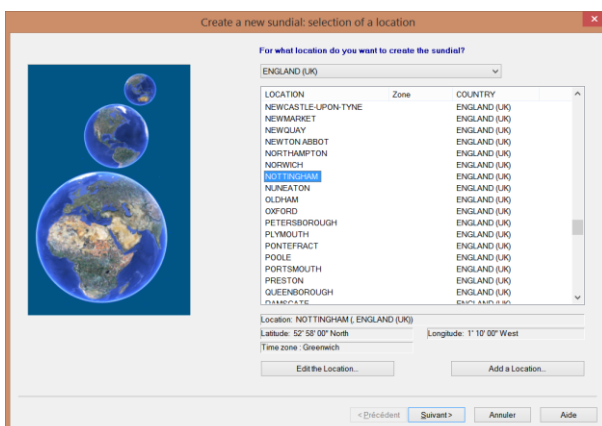 Create a new sundial: selection of a location
x
For what location do you want to create the sundial?
ENGLAND (UK)
LOCATION Zone COUNTRY
NEWCASTLE-UPON-TYNE ENGLAND (UK)
NEWMARKET ENGLAND (UK)
NEWQUAY ENGLAND (UK)
NEWTON ABBOT ENGLAND (UK)
NORTHAMPTON ENGLAND (UK)
NORWICH ENGLAND (UK)
NOTTINGHAM ENGLAND (UK)
NUNEATON ENGLAND (UK)
OLDHAM ENGLAND (UK)
OXFORD ENGLAND (UK)
PETERSBOROUGH ENGLAND (UK)
PLYMOUTH ENGLAND (UK)
PONTEFRACT ENGLAND (UK)
POOLE ENGLAND (UK)
PORTSMOUTH ENGLAND (UK)
PRESTON ENGLAND (UK)
QUEENBOROUGH ENGLAND (UK)
RAMSGATE ENGLAND (UK)
Location: NOTTINGHAM (, ENGLAND (UK))
Latitude: 52° 58' 00" North Longitude: 1° 10' 00" West
Time zone : Greenwich
Edit the Location... Add a Location...
< Précédent Suivant > Annuler Aide